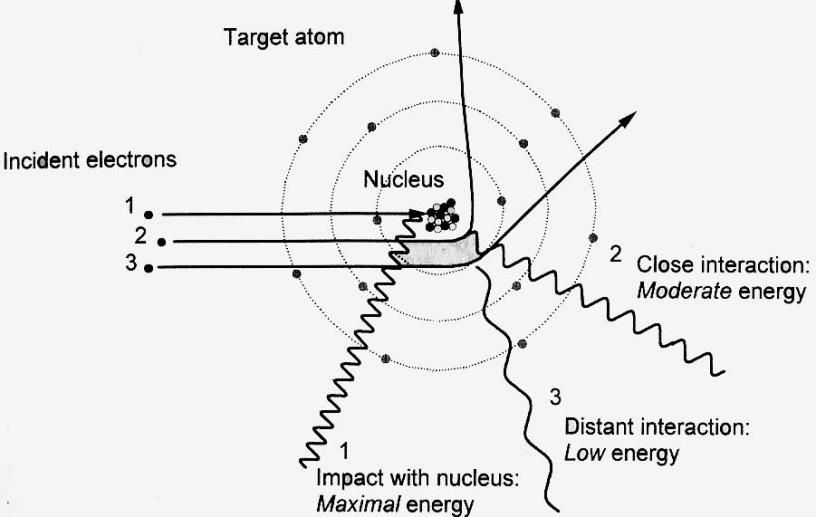 Target atom
Incident electrons
Nucleus
1
2
3
2
Close interaction:
Moderate energy
3
Distant interaction:
Low energy
1
Impact with nucleus:
Maximal energy